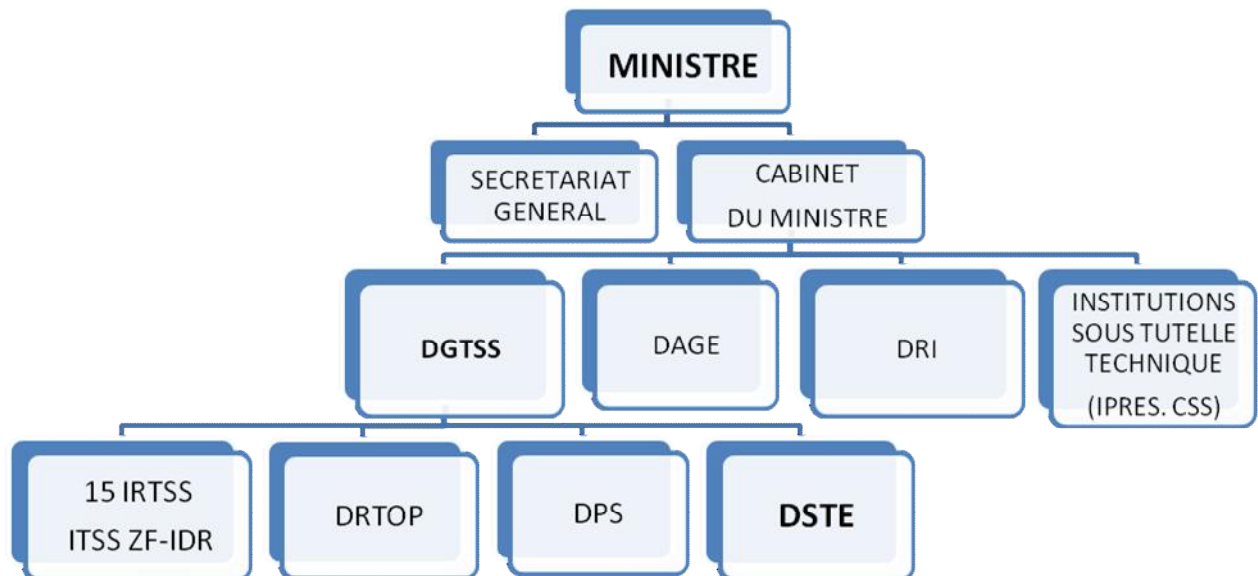 MINISTRE
SECRETARIAT
GENERAL
CABINET
DU MINISTRE
DGTSS
DAGE
DRI
INSTITUTIONS
SOUS TUTELLE
TECHNIQUE
(IPRES. CSS)
15 IRTSS
ITSS ZF-IDR
DRTOP
DPS
DSTE